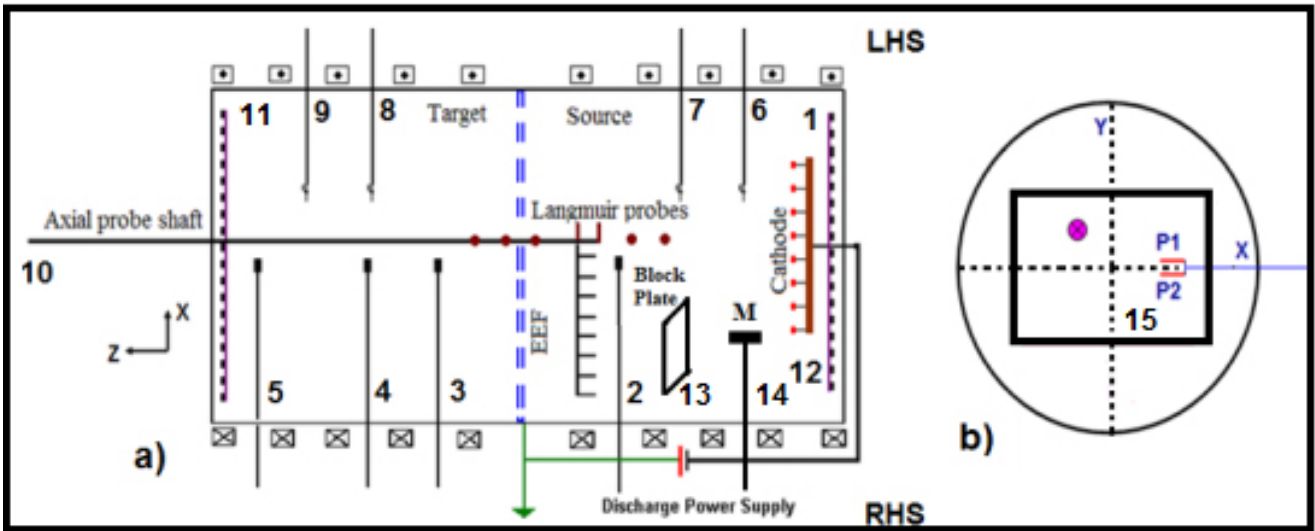 LHS
11
9
8
Target
Source
7
6
1
Y
Axial probe shaft
Langmuir probes
P1
X
10
Block
Plate
Cathode
M
P2
X
Z
EEF
15
5
4
3
2
13
14
12
a)
b)
Discharge Power Supply
RHS